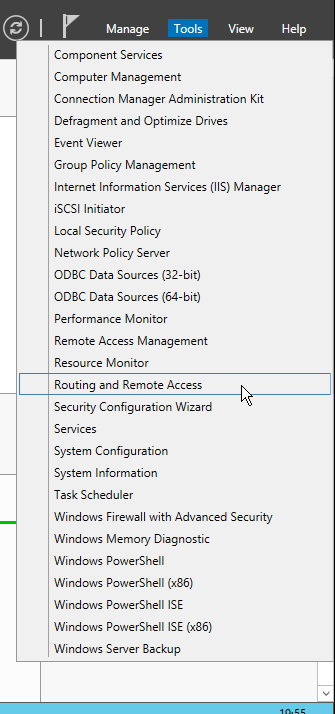 Manage Tools View Help
Component Services
Computer Management
Connection Manager Administration Kit
Defragment and Optimize Drives
Event Viewer
Group Policy Management
Internet Information Services (IIS) Manager
iSCSI Initiator
Local Security Policy
Network Policy Server
ODBC Data Sources (32-bit)
ODBC Data Sources (64-bit)
Performance Monitor
Remote Access Management
Resource Monitor
Routing and Remote Access
Security Configuration Wizard
Services
System Configuration
System Information
Task Scheduler
Windows Firewall with Advanced Security
Windows Memory Diagnostic
Windows PowerShell
Windows PowerShell (x86)
Windows PowerShell ISE
Windows PowerShell ISE (x86)
Windows Server Backup
19:55